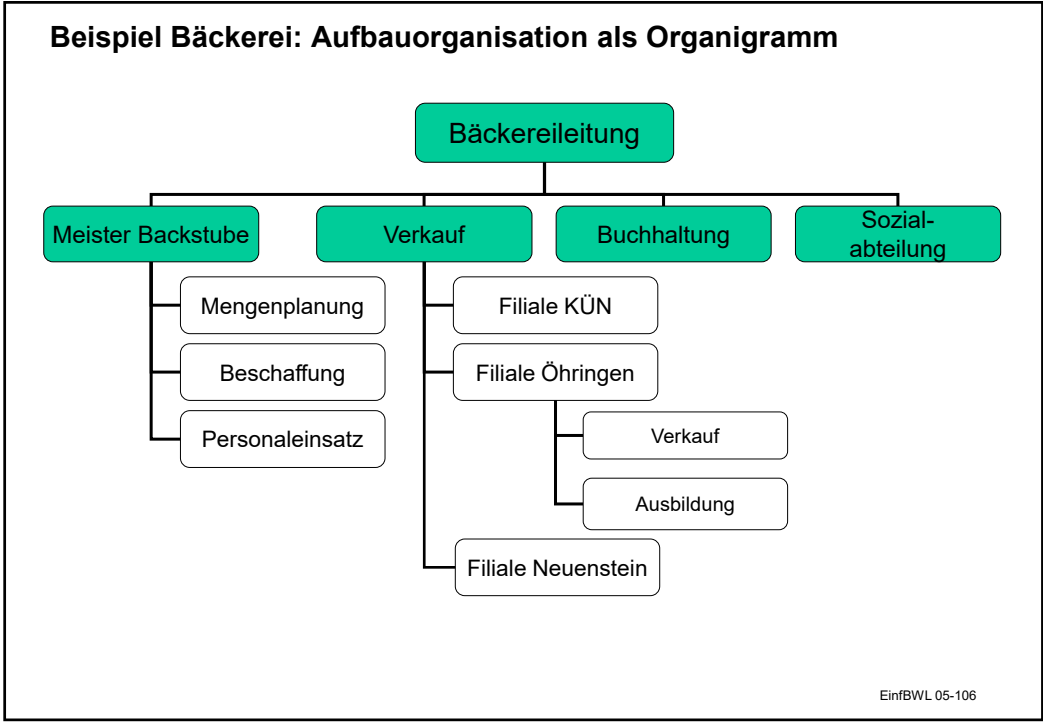 Beispiel Bäckerei: Aufbauorganisation als Organigramm
Bäckereileitung
Meister Backstube
Verkauf
Buchhaltung
Sozial-
abteilung
Mengenplanung
Beschaffung
Personaleinsatz
Filiale KÜN
Filiale Öhringen
Verkauf
Ausbildung
Filiale Neuenstein
EinfBWL 05-106